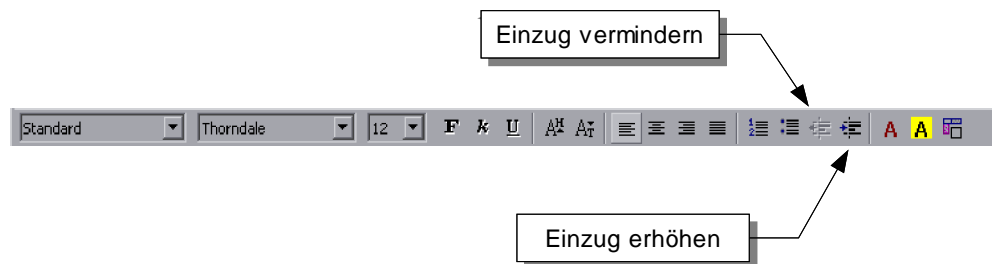 Einzug vermindern
Standard Thorndale 12 F k U A A A A
Einzug erhöhen